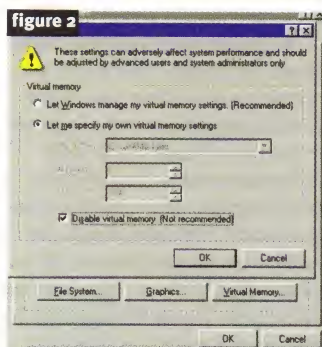 figure 2
These settings can adversely affect system performance and should
be adjusted by advanced users and system administrators only.
Virtual memory
Let Windows manage my virtual memory settings. (Recommended)
Let me specify my own virtual memory settings.
Disable virtual memory. (Not recommended)
OK Cancel
File System... Graphics... Virtual Memory...
OK Cancel